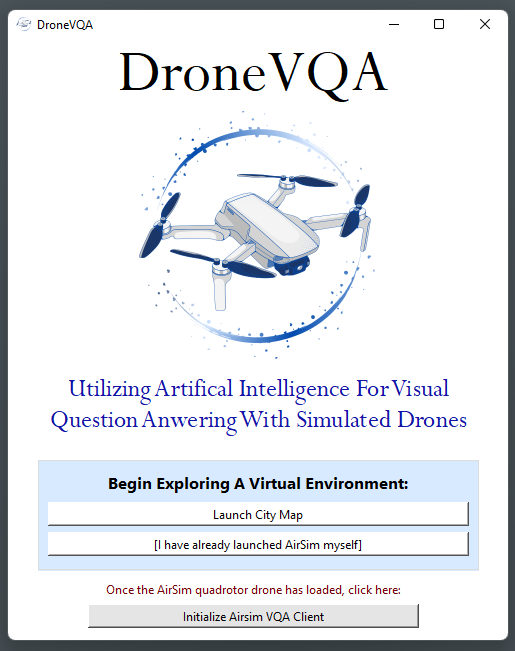 DroneVQA
DroneVQA
Utilizing Artifical Intelligence For Visual
Question Anwering With Simulated Drones
Begin Exploring A Virtual Environment:
Launch City Map
[I have already launched AirSim myself]
Once the AirSim quadrotor drone has loaded, click here:
Initialize Airsim VQA Client